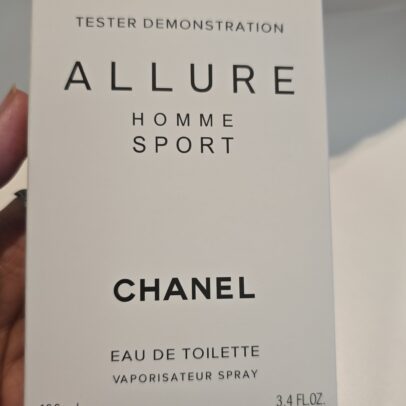 TESTER DEMONSTRATION
ALLURE
HOMME
SPORT
CHANEL
EAU DE TOILETTE
VAPORISATEUR SPRAY
3.4 FL.OZ.